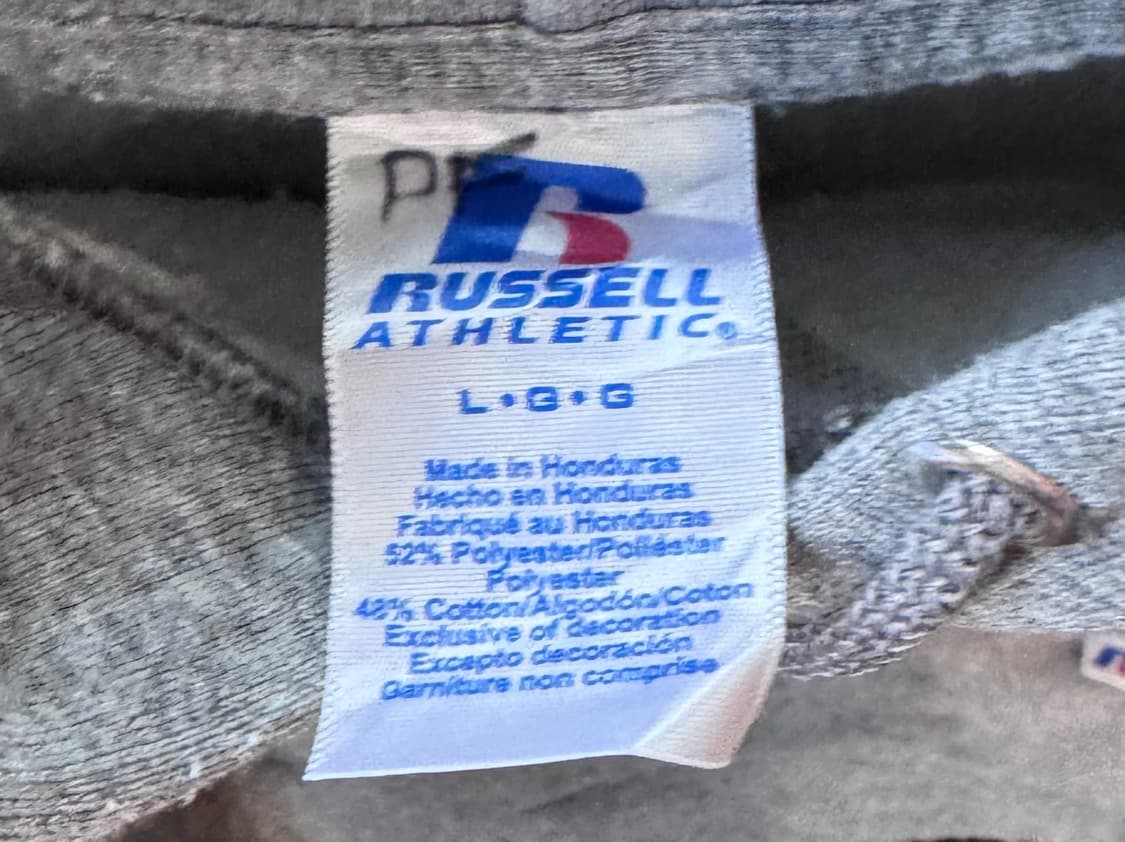 RUSSELL
ATHLETIC®
L•G•G
Made in Honduras
Hecho en Honduras
Fabriqué au Honduras
52% Polyester/Poliéster
Polyester
48% Cotton/Algodón/Coton
Exclusive of decoration
Excepto decoración
Garniture non comprise